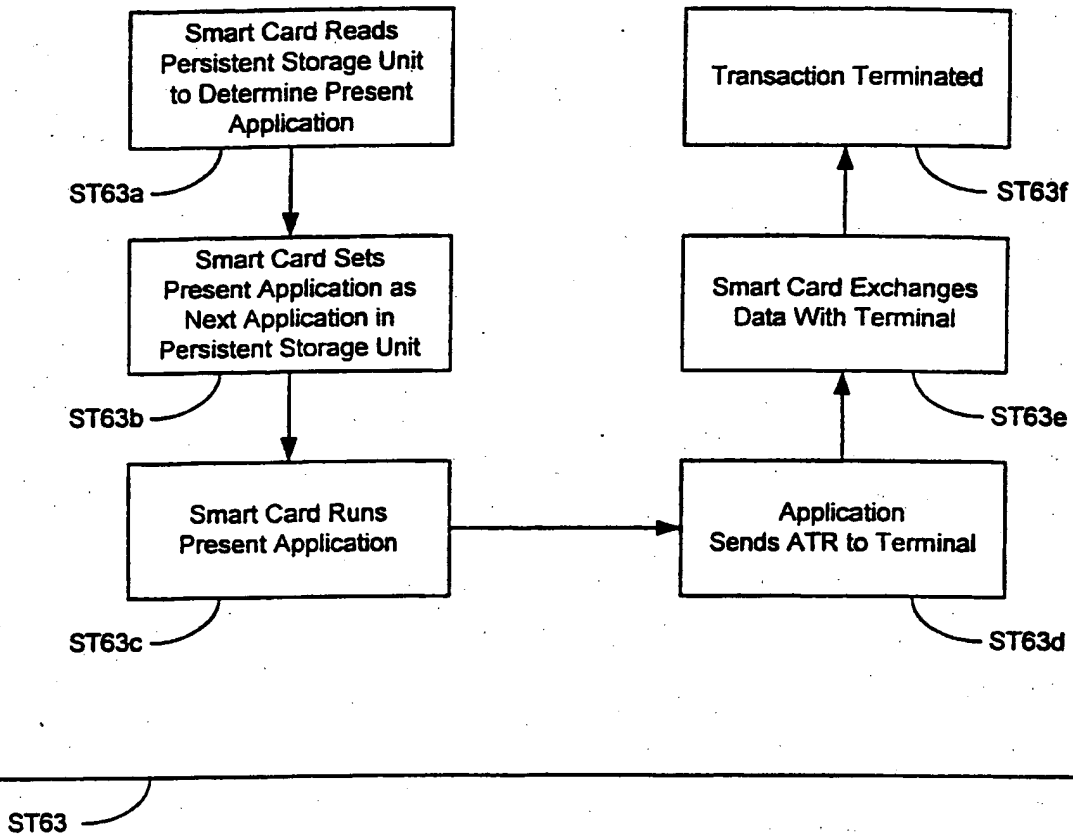 Smart Card Reads
Persistent Storage Unit
to Determine Present
Application
ST63a
Smart Card Sets
Present Application as
Next Application in
Persistent Storage Unit
ST63b
Smart Card Runs
Present Application
ST63c
Application
Sends ATR to Terminal
ST63d
Smart Card Exchanges
Data With Terminal
ST63e
Transaction Terminated
ST63f
ST63